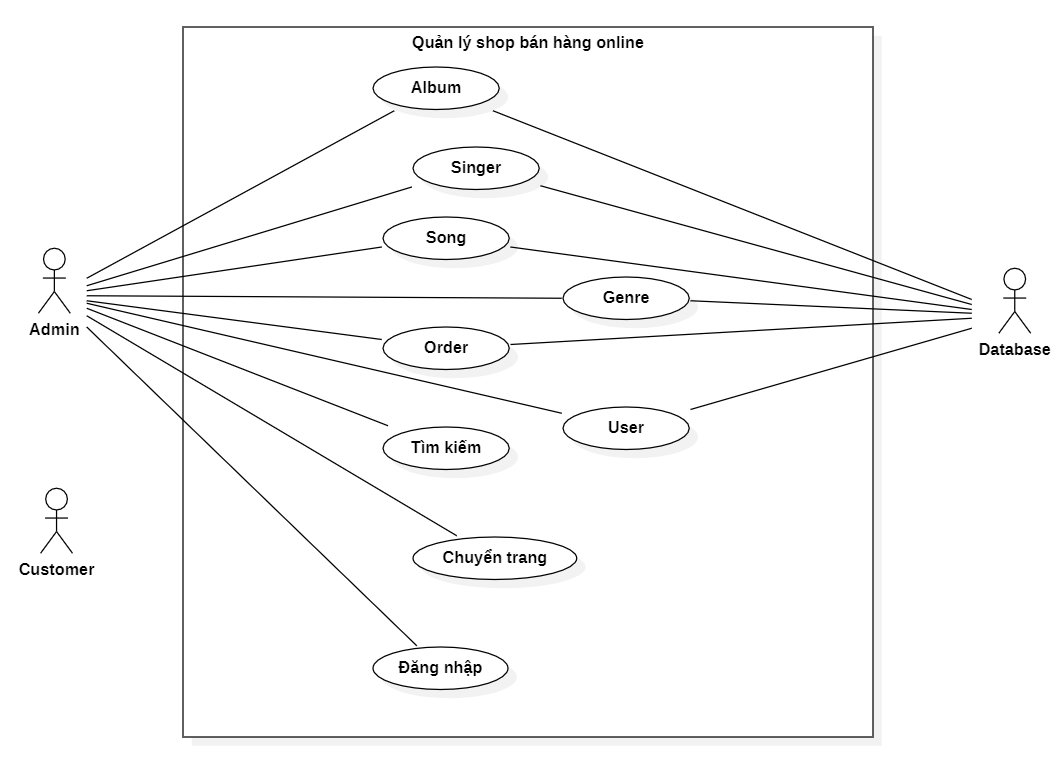 Quản lý shop bán hàng online
Album
Singer
Song
Genre
Admin
Order
Database
User
Tìm kiếm
Chuyển trang
Customer
Đăng nhập